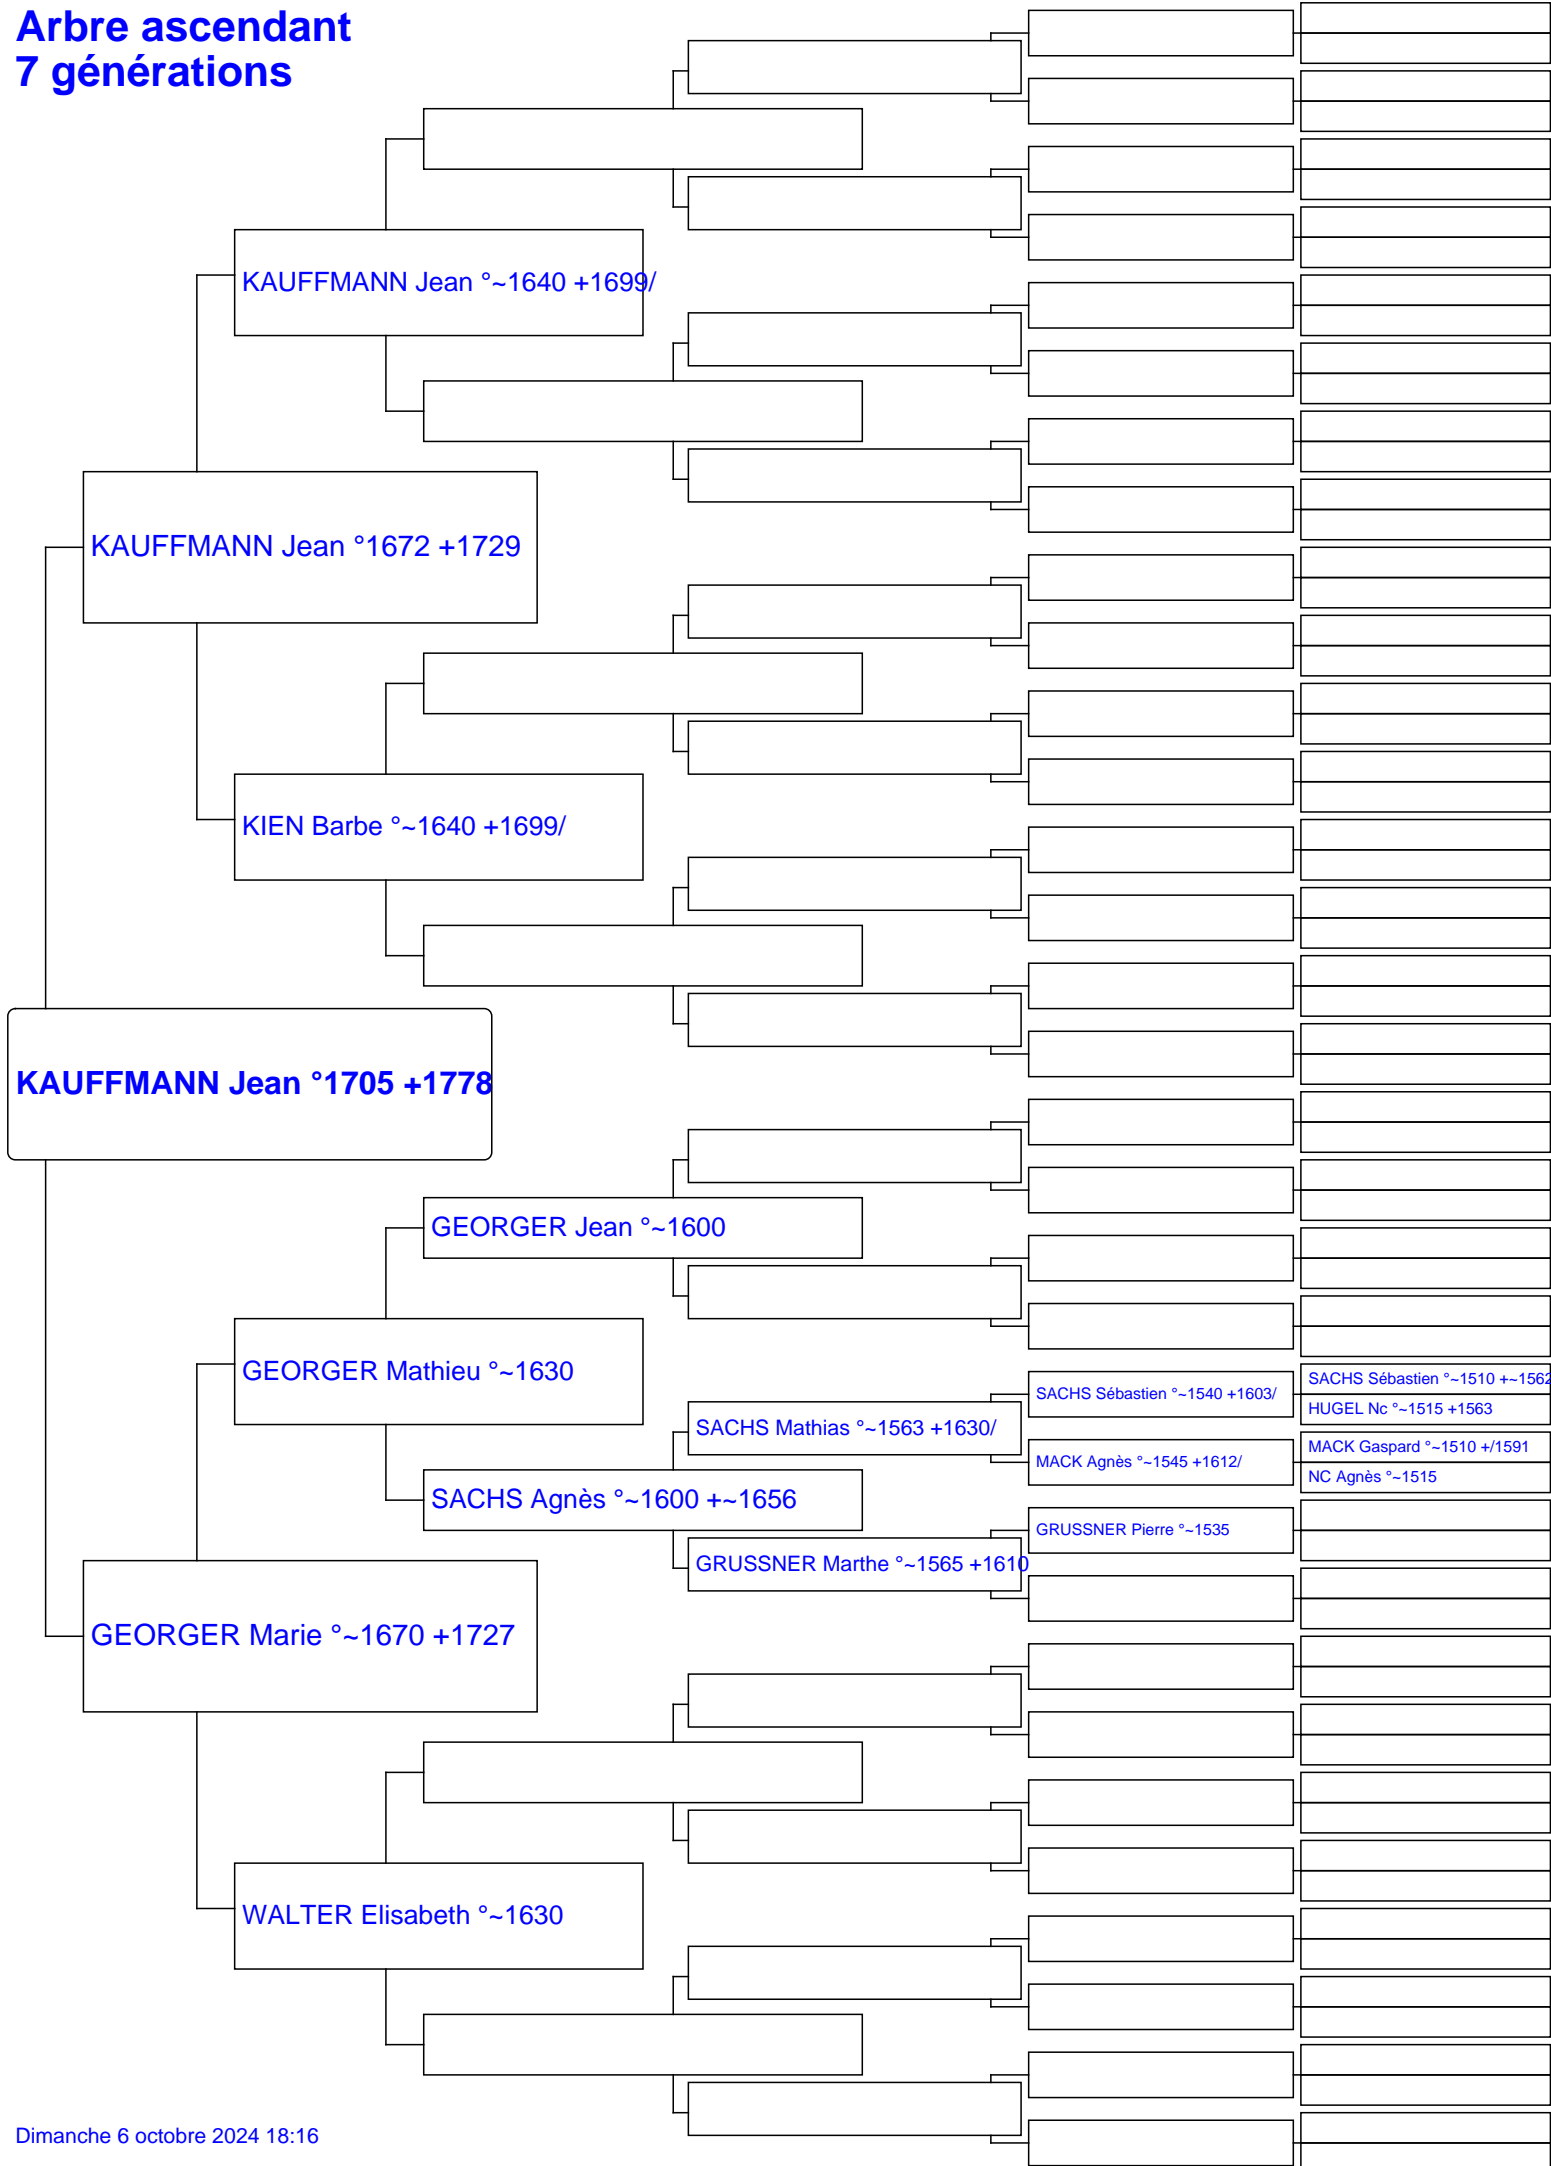 Arbre ascendant
7 générations
KAUFFMANN Jean °~1640 +1699/
KAUFFMANN Jean °1672 +1729
KIEN Barbe °~1640 +1699/
KAUFFMANN Jean °1705 +1778
GEORGER Jean °~1600
GEORGER Mathieu °~1630
SACHS Sébastien °~1510 +~1562
SACHS Sébastien °~1540 +1603/
HUGEL Nc °~1515 +1563
SACHS Mathias °~1563 +1630/
MACK Gaspard °~1510 +/1591
MACK Agnès °~1545 +1612/
NC Agnès °~1515
SACHS Agnès °~1600 +~1656
GRUSSNER Pierre °~1535
GRUSSNER Marthe °~1565 +1610
GEORGER Marie °~1670 +1727
WALTER Elisabeth °~1630
Dimanche 6 octobre 2024 18:16